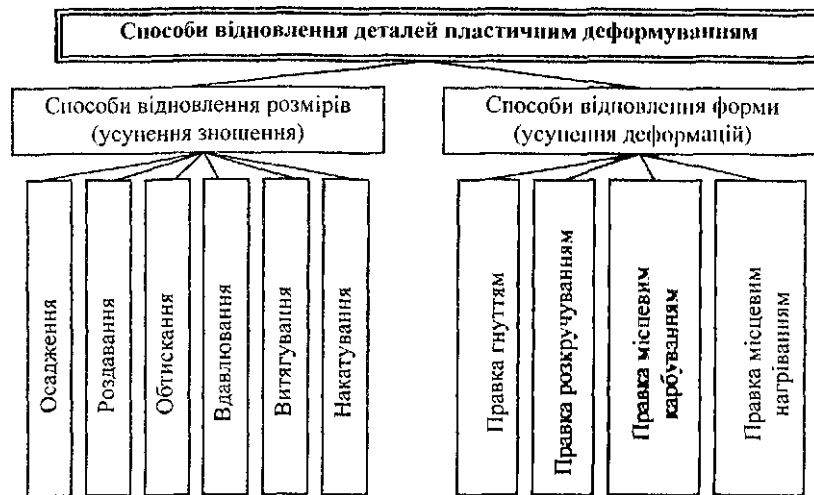 Способи відновлення деталей пластичним деформуванням
Способи відновлення розмірів
(усунення зношення)
Способи відновлення форми
(усунення деформацій)
Осадження
Роздавання
Обтискання
Вдавлювання
Витягування
Накатування
Правка гнуттям
Правка розкручуванням
Правка місцевим
карбуванням
Правка місцевим
нагріванням